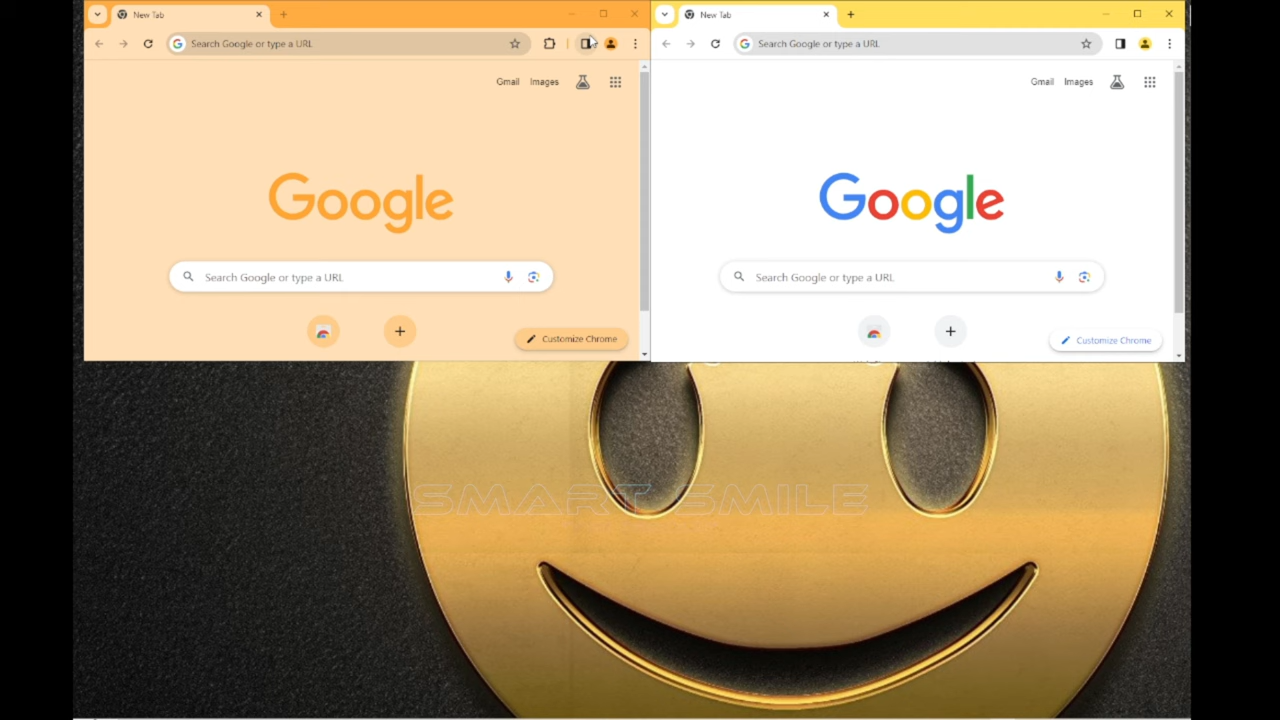 New Tab
Search Google or type a URL
Gmail Images
Google
Search Google or type a URL
Customize Chrome
New Tab
Search Google or type a URL
Gmail Images
Google
Search Google or type a URL
Customize Chrome
SMART SMILE